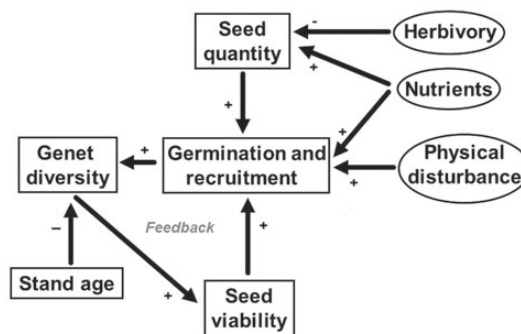 Seed
quantity
-
Herbivory
+
Nutrients
+
+
Genet
diversity
+
Germination and
recruitment
+
Physical
disturbance
–
Feedback
+
Stand age
+
Seed
viability